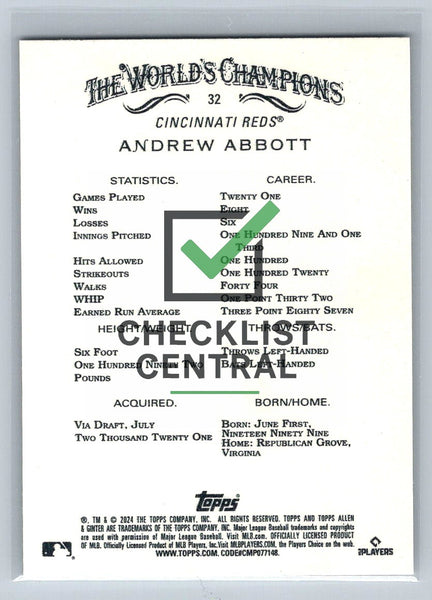 THE WORLD'S CHAMPIONS
32
CINCINNATI REDS®
ANDREW ABBOTT
STATISTICS. CAREER.
GAMES PLAYED TWENTY ONE
WINS EIGHT
LOSSES SIX
INNINGS PITCHED ONE HUNDRED NINE AND ONE
THIRD
HITS ALLOWED ONE HUNDRED
STRIKEOUTS ONE HUNDRED TWENTY
WALKS FORTY FOUR
WHIP ONE POINT THIRTY TWO
EARNED RUN AVERAGE THREE POINT EIGHTY SEVEN
HEIGHT/WEIGHT. THROWS/BATS.
CHECKLIST
SIX FOOT THROWS LEFT-HANDED
ONE HUNDRED NINETY TWO BATS LEFT-HANDED
POUNDS
CENTRAL
ACQUIRED. BORN/HOME.
VIA DRAFT, JULY BORN: JUNE FIRST,
TWO THOUSAND TWENTY ONE NINETEEN NINETY NINE
HOME: REPUBLICAN GROVE,
VIRGINIA
Topps
®, TM & © 2024 THE TOPPS COMPANY, INC. ALL RIGHTS RESERVED. TOPPS AND TOPPS ALLEN
& GINTER ARE TRADEMARKS OF THE TOPPS COMPANY, INC. Major League Baseball trademarks and copyrights
are used with permission of Major League Baseball. Visit MLB.com. OFFICIALLY LICENSED PRODUCT
OF MLB. Officially Licensed Product of MLB Players, Inc. Visit MLBPLAYERS.com, the Players Choice on the web.
WWW.TOPPS.COM. CODE#CMP077148.
PLAYERS